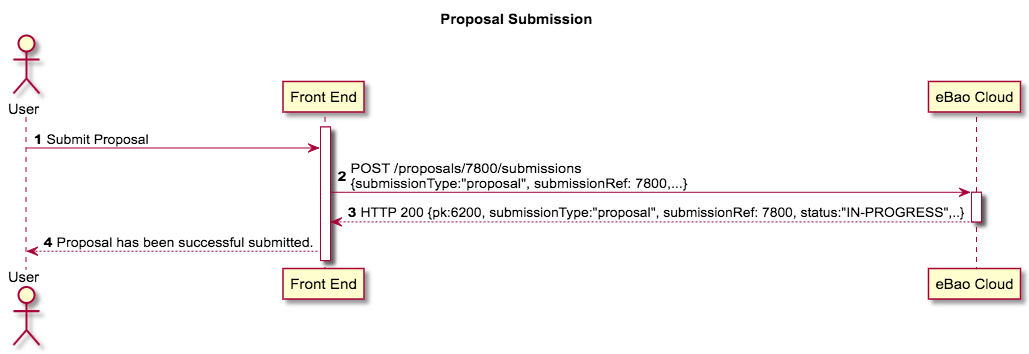 Proposal Submission
User
Front End
eBao Cloud
1 Submit Proposal
2 POST /proposals/7800/submissions
{submissionType:"proposal", submissionRef: 7800,...}
3 HTTP 200 {pk:6200, submissionType:"proposal", submissionRef: 7800, status:"IN-PROGRESS",..}
4 Proposal has been successful submitted.
User
Front End
eBao Cloud